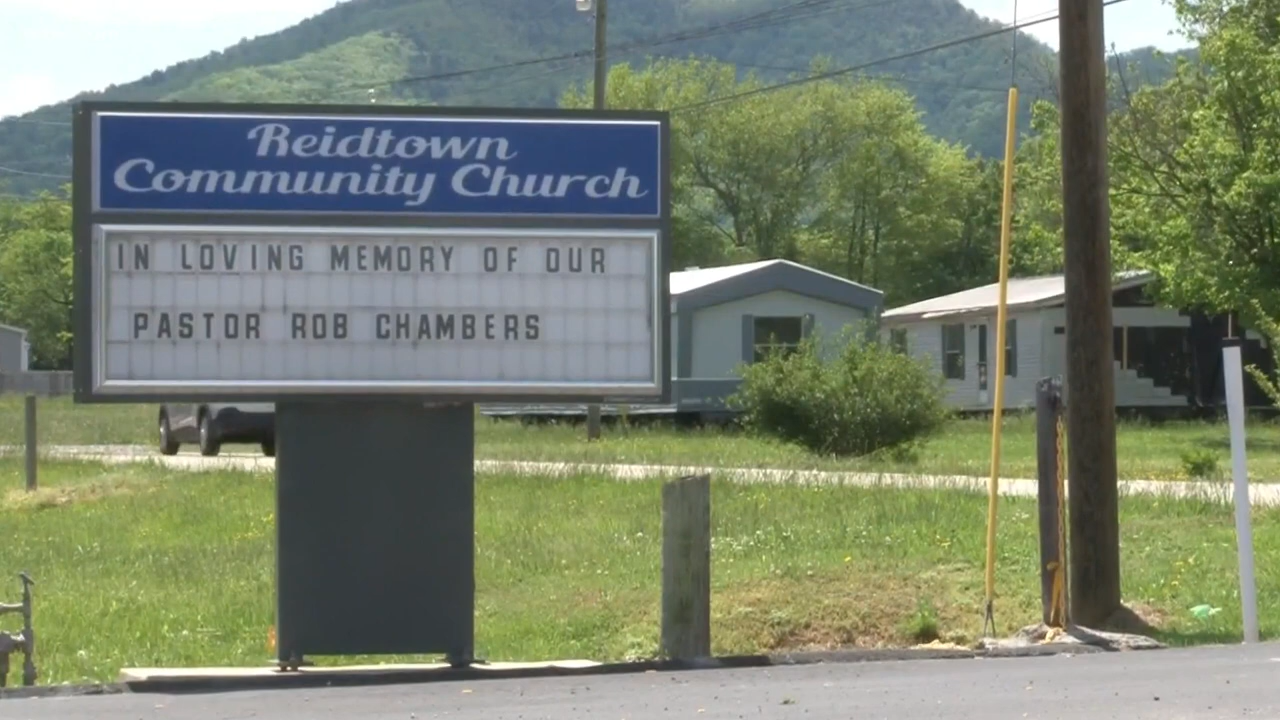 Reidtown
Community Church
IN LOVING MEMORY OF OUR
PASTOR ROB CHAMBERS